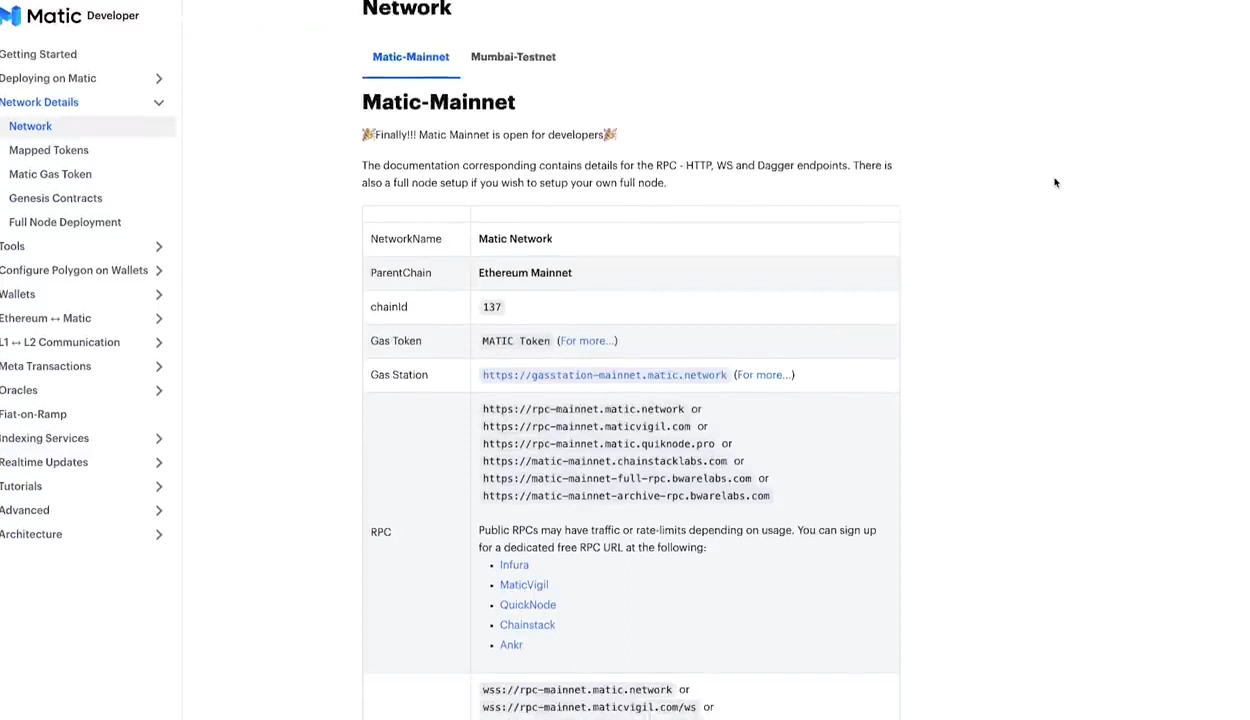 Matic Developer
Getting Started
Deploying on Matic
Network Details
Network
Mapped Tokens
Matic Gas Token
Genesis Contracts
Full Node Deployment
Tools
Configure Polygon on Wallets
Wallets
Ethereum ↔ Matic
L1 ↔ L2 Communication
Meta Transactions
Oracles
Fiat-on-Ramp
Indexing Services
Realtime Updates
Tutorials
Advanced
Architecture
Network
Matic-Mainnet Mumbai-Testnet
Matic-Mainnet
🎉Finally!!! Matic Mainnet is open for developers🎉
The documentation corresponding contains details for the RPC - HTTP, WS and Dagger endpoints. There is
also a full node setup if you wish to setup your own full node.
NetworkName Matic Network
ParentChain Ethereum Mainnet
chainId 137
Gas Token MATIC Token (For more...)
Gas Station https://gasstation-mainnet.matic.network (For more...)
RPC
https://rpc-mainnet.matic.network or
https://rpc-mainnet.maticvigil.com or
https://rpc-mainnet.matic.quiknode.pro or
https://matic-mainnet.chainstacklabs.com or
https://matic-mainnet-full-rpc.bwarelabs.com or
https://matic-mainnet-archive-rpc.bwarelabs.com
Public RPCs may have traffic or rate-limits depending on usage. You can sign up
for a dedicated free RPC URL at the following:
• Infura
• MaticVigil
• QuickNode
• Chainstack
• Ankr
wss://rpc-mainnet.matic.network or
wss://rpc-mainnet.maticvigil.com/ws or